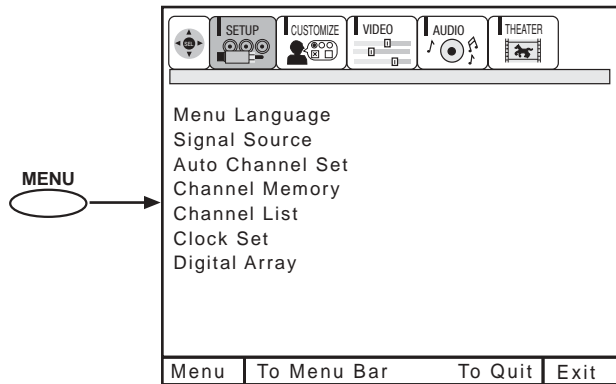 SEL
SETUP
CUSTOMIZE
VIDEO
AUDIO
THEATER
Menu Language
Signal Source
Auto Channel Set
Channel Memory
Channel List
Clock Set
Digital Array
MENU
Menu To Menu Bar To Quit Exit